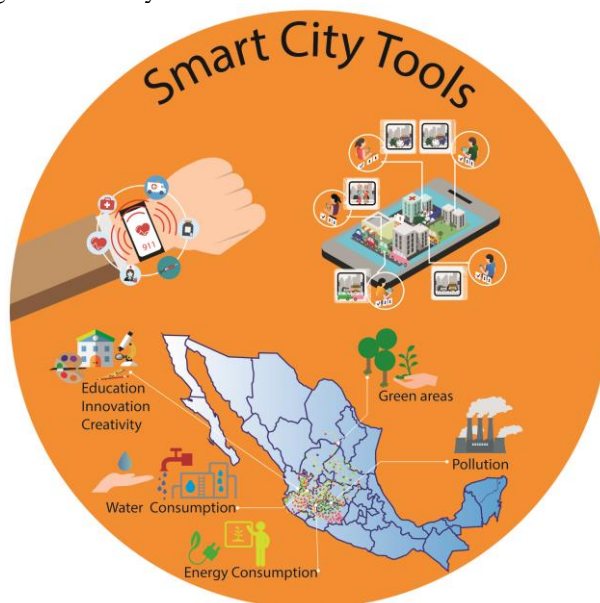 Smart City Tools
911
Education
Innovation
Creativity
Green areas
Pollution
Water Consumption
Energy Consumption